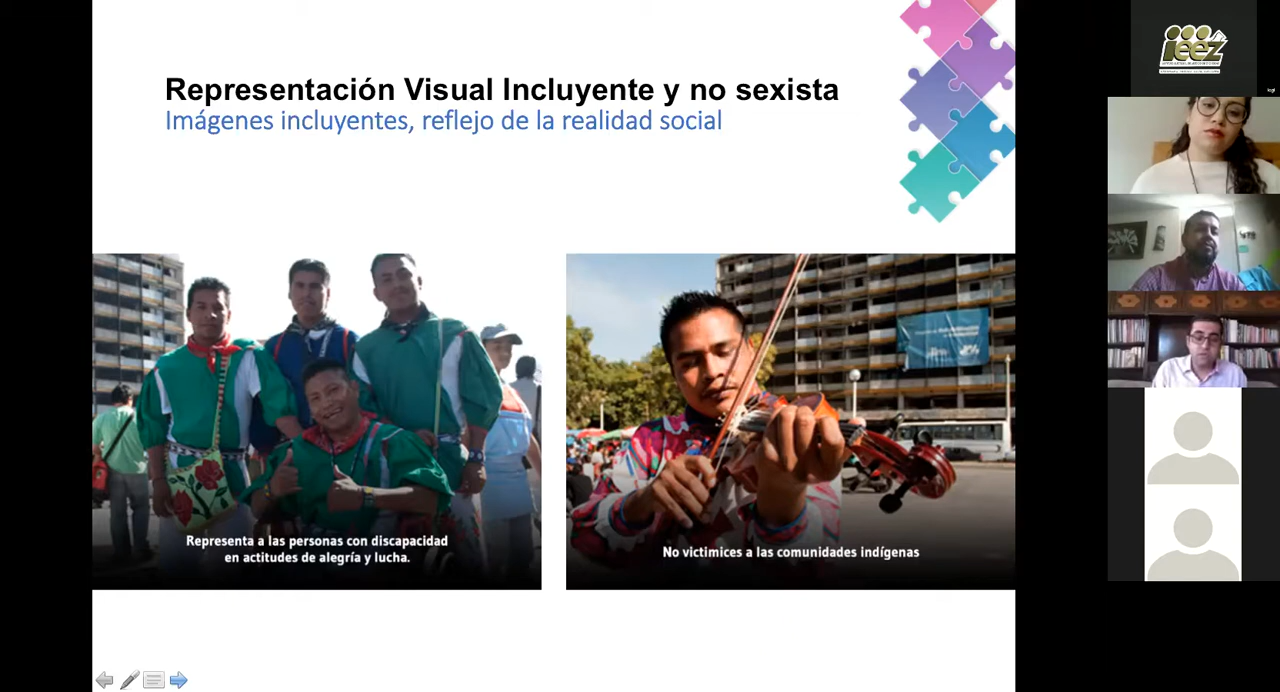 Representación Visual Incluyente y no sexista
Imágenes incluyentes, reflejo de la realidad social
Representa a las personas con discapacidad
en actitudes de alegría y lucha.
No victimices a las comunidades indígenas
ieez